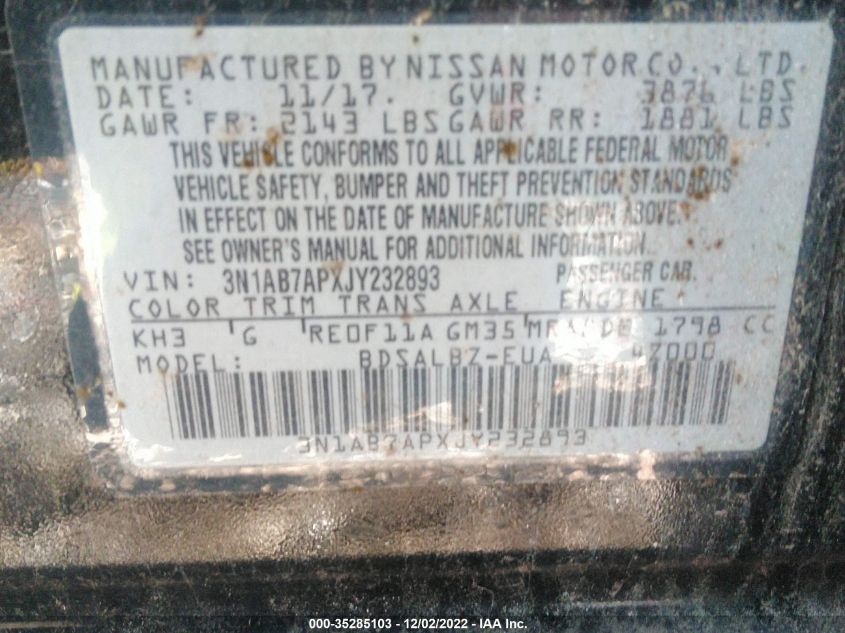 MANUFACTURED BY NISSAN MOTOR CO., LTD.
DATE: 11/17. GVWR: 3876 LBS
GAWR FR: 2143 LBS GAWR RR: 1881 LBS
THIS VEHICLE CONFORMS TO ALL APPLICABLE FEDERAL MOTOR
VEHICLE SAFETY, BUMPER AND THEFT PREVENTION STANDARDS
IN EFFECT ON THE DATE OF MANUFACTURE SHOWN ABOVE.
SEE OWNER'S MANUAL FOR ADDITIONAL INFORMATION.
VIN: 3N1AB7APXJY232893 PASSENGER CAR.
COLOR TRIM TRANS AXLE ENGINE
KH3 G RE0F11A GM35 1798 CC
MODEL: BDSALBZ-EUA
3N1AB7APXJY232893
000-35285103 - 12/02/2022 - IAA Inc.